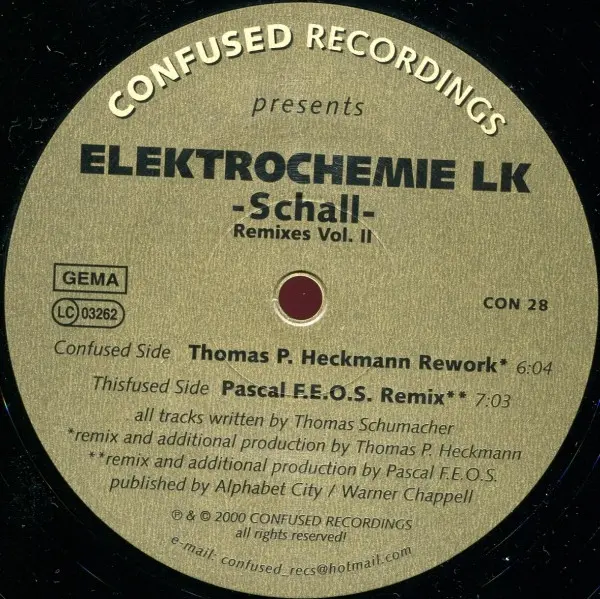 CONFUSED RECORDINGS
presents
ELEKTROCHEMIE LK
-Schall-
Remixes Vol. II
GEMA
LC 03262
CON 28
Confused Side Thomas P. Heckmann Rework* 6:04
Thisfused Side Pascal F.E.O.S. Remix** 7:03
all tracks written by Thomas Schumacher
*remix and additional production by Thomas P. Heckmann
**remix and additional production by Pascal F.E.O.S.
published by Alphabet City / Warner Chappell
℗ & © 2000 CONFUSED RECORDINGS
all rights reserved!
e-mail: confused_recs@hotmail.com